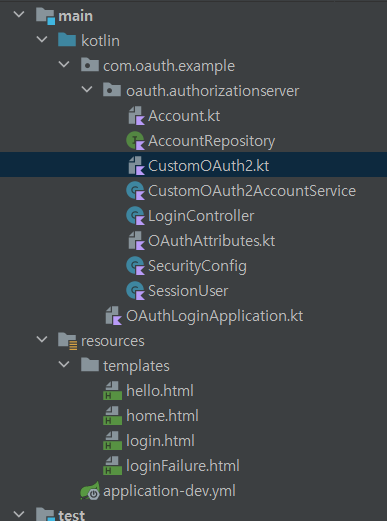 main
kotlin
com.oauth.example
oauth.authorizationserver
Account.kt
AccountRepository
CustomOAuth2.kt
CustomOAuth2AccountService
LoginController
OAuthAttributes.kt
SecurityConfig
SessionUser
OAuthLoginApplication.kt
resources
templates
hello.html
home.html
login.html
loginFailure.html
application-dev.yml
test